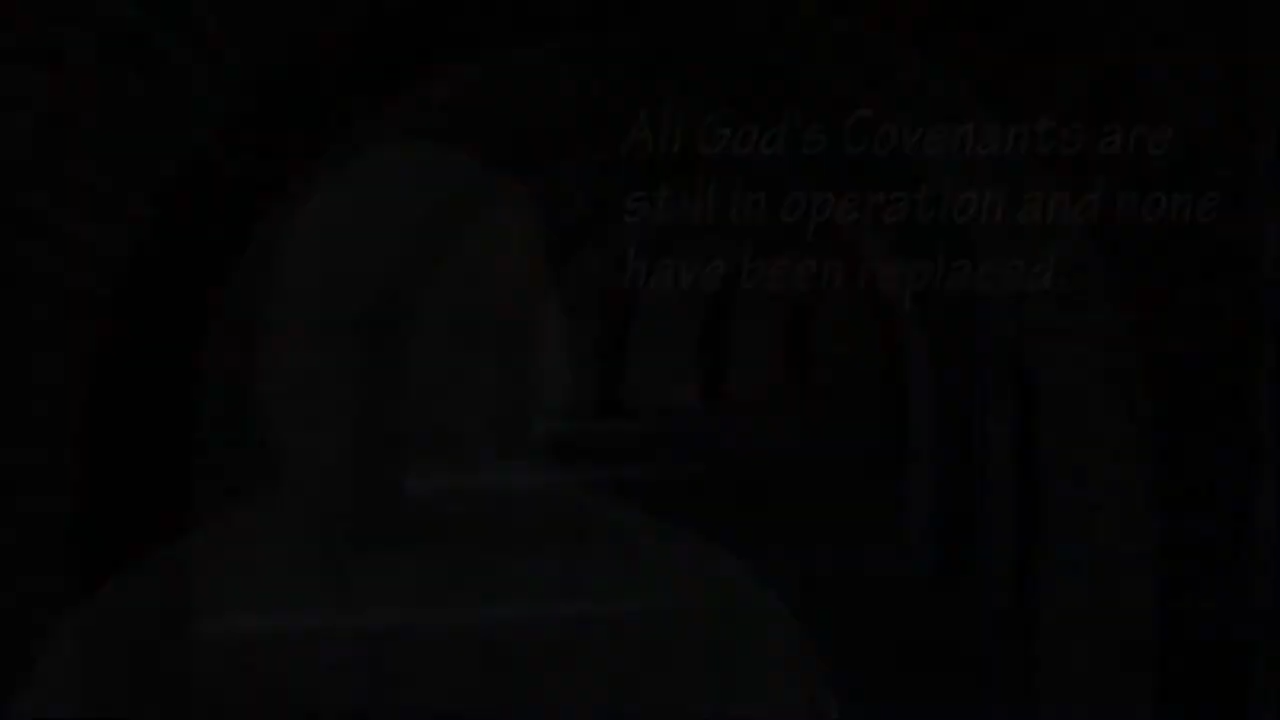 All God's Covenants are
still in operation and none
have been replaced